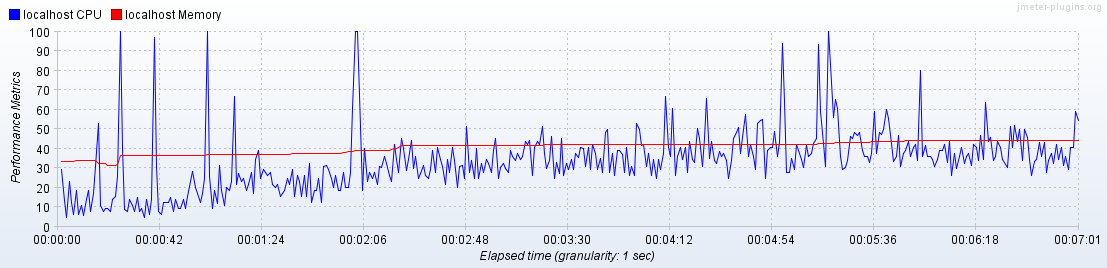 jmeter-plugins.org
localhost CPU localhost Memory
Performance Metrics
100
90
80
70
60
50
40
30
20
10
0
00:00:00 00:00:42 00:01:24 00:02:06 00:02:48 00:03:30 00:04:12 00:04:54 00:05:36 00:06:18 00:07:01
Elapsed time (granularity: 1 sec)